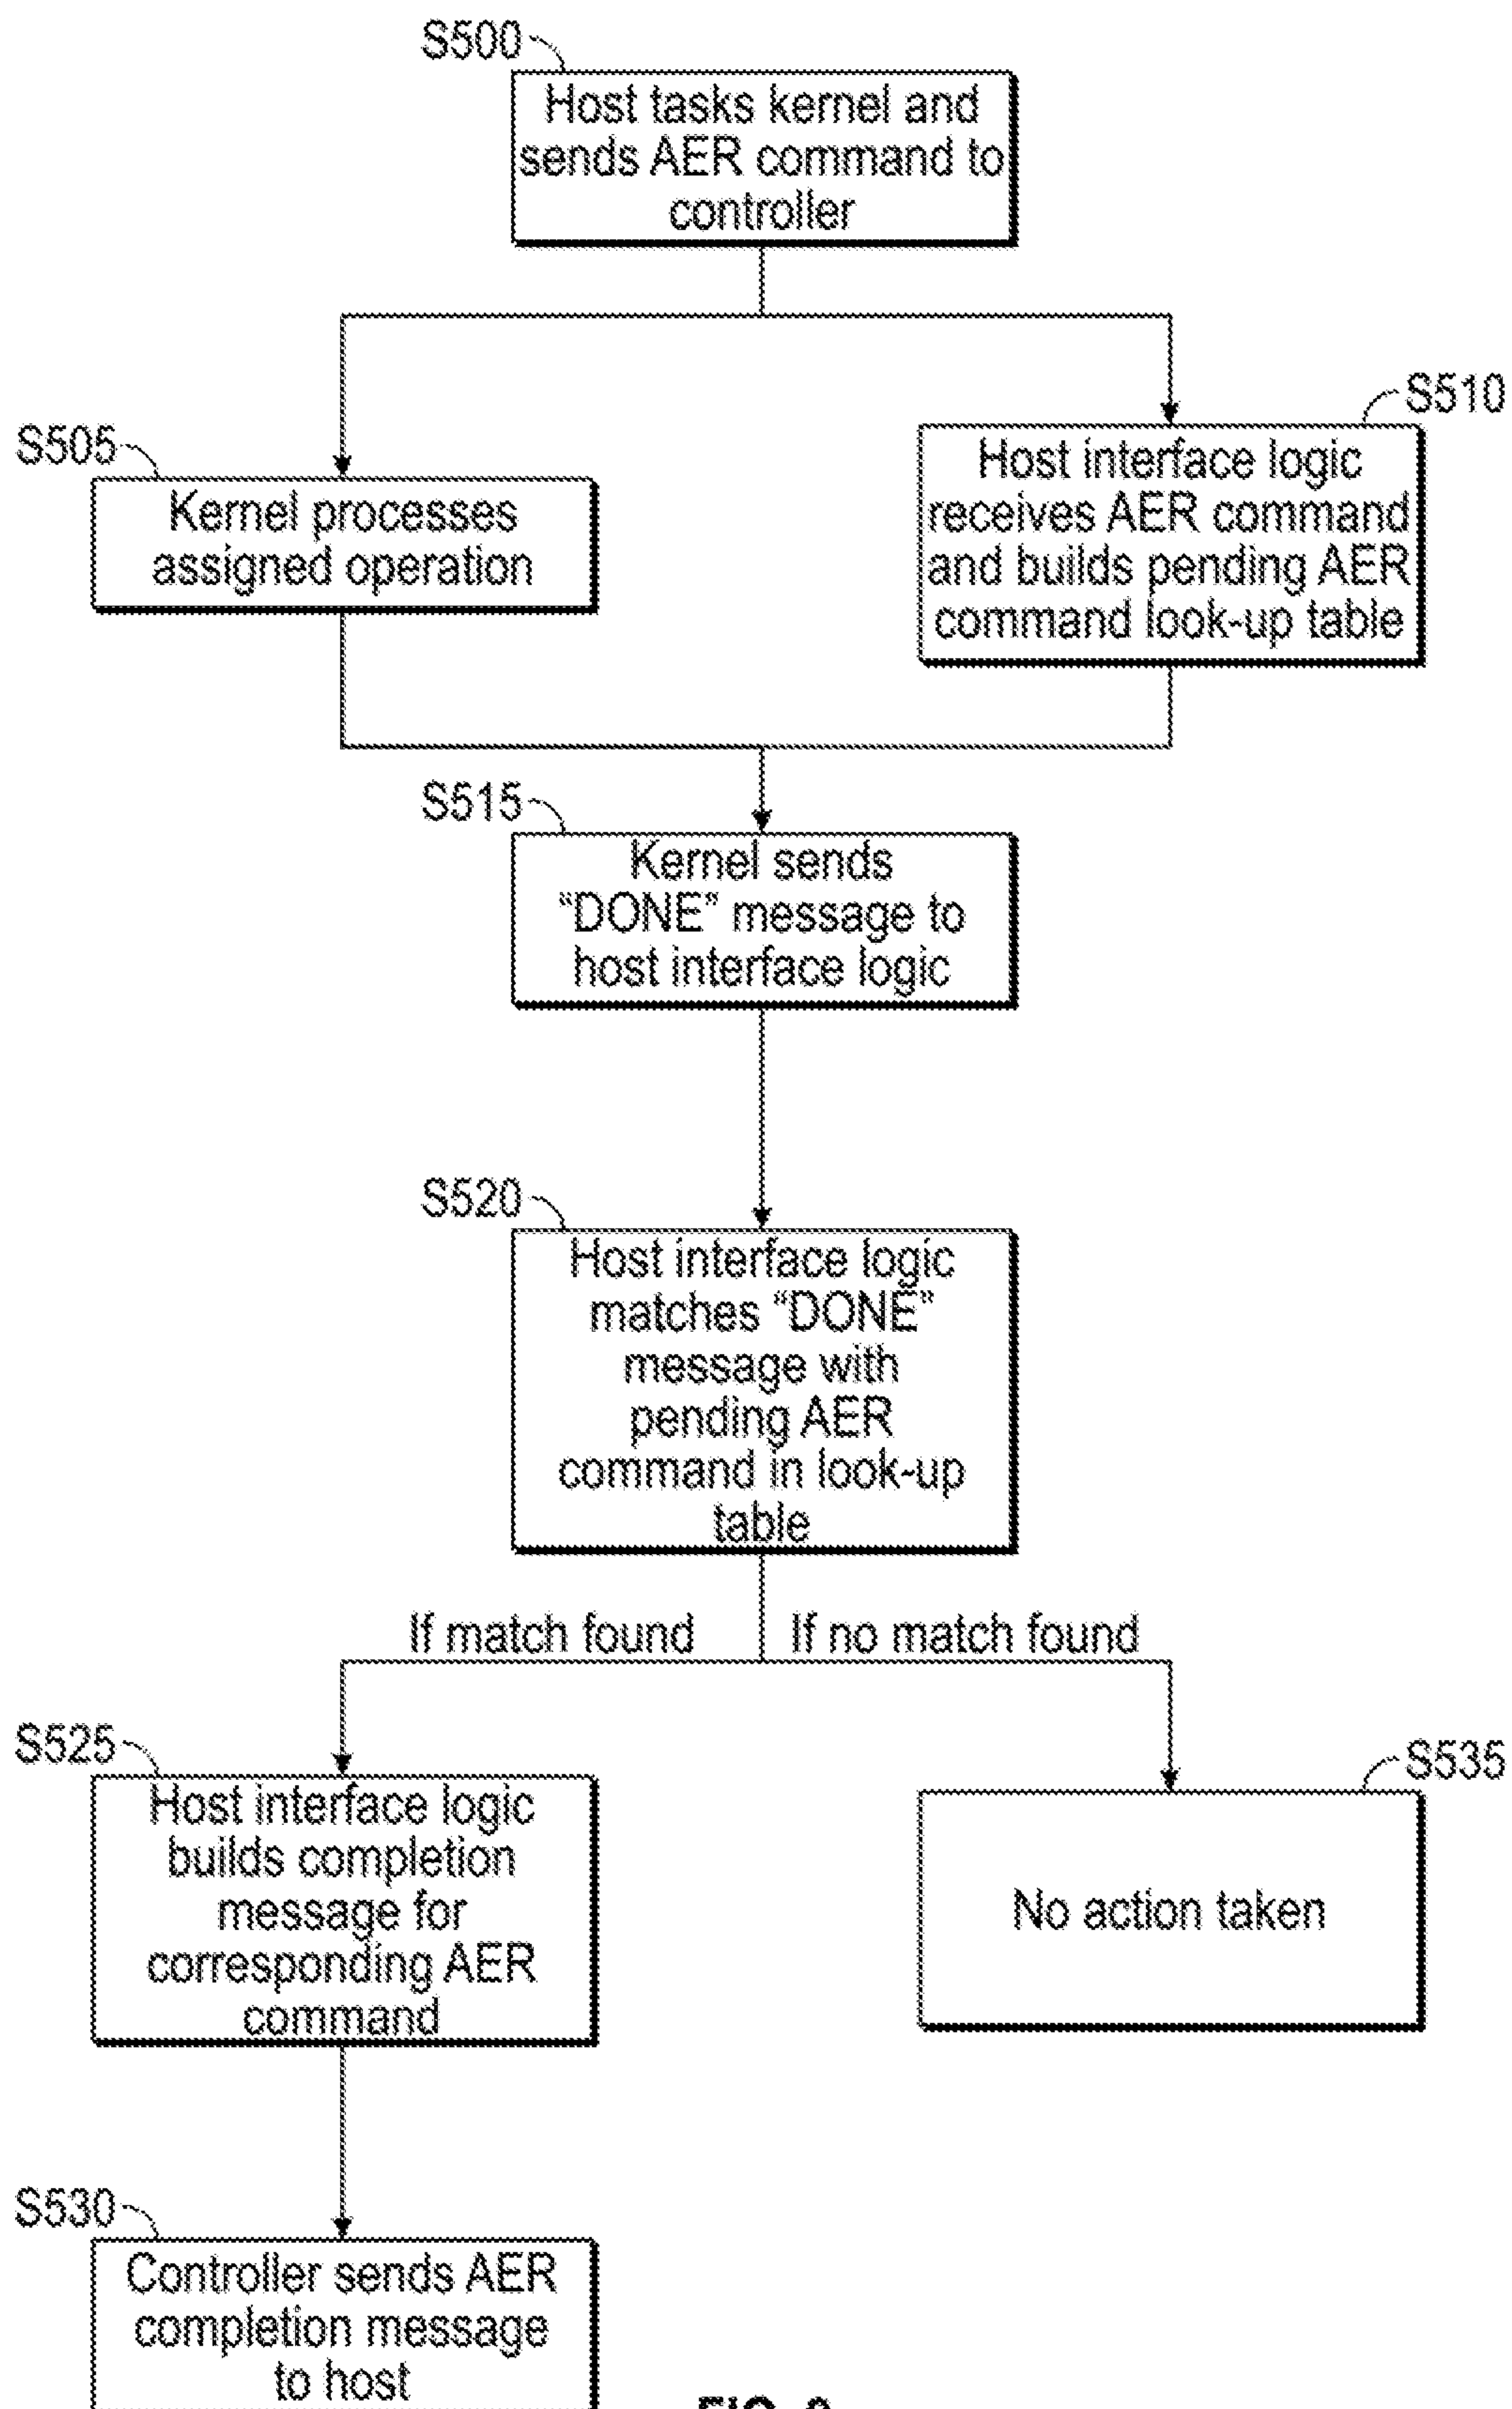 S500
Host tasks kernel and
sends AER command to
controller
S505
Kernel processes
assigned operation
S510
Host interface logic
receives AER command
and builds pending AER
command look-up table
S515
Kernel sends
“DONE” message to
host interface logic
S520
Host interface logic
matches “DONE”
message with
pending AER
command in look-up
table
If match found
If no match found
S525
Host interface logic
builds completion
message for
corresponding AER
command
S535
No action taken
S530
Controller sends AER
completion message
to host